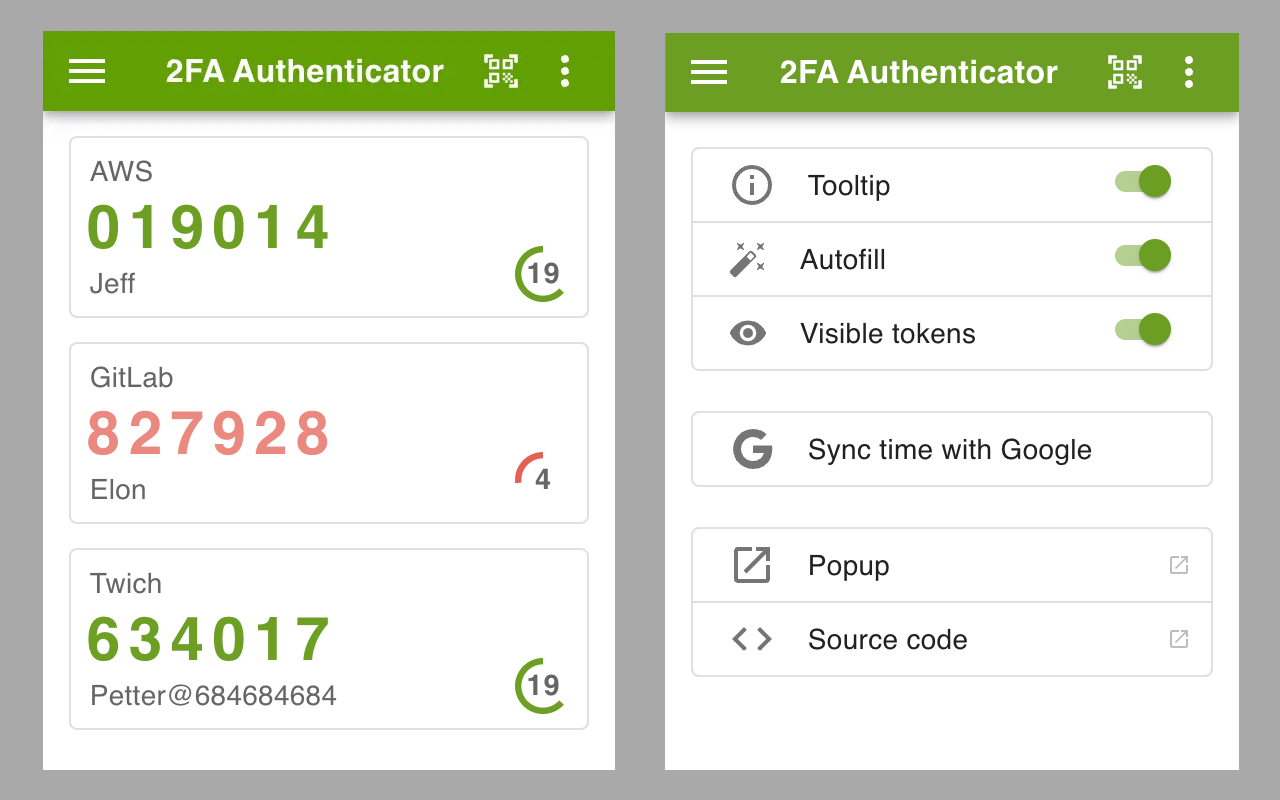 2FA Authenticator
AWS
019014
Jeff
19
GitLab
827928
Elon
4
Twich
634017
Petter@684684684
19
2FA Authenticator
Tooltip
Autofill
Visible tokens
Sync time with Google
Popup
Source code